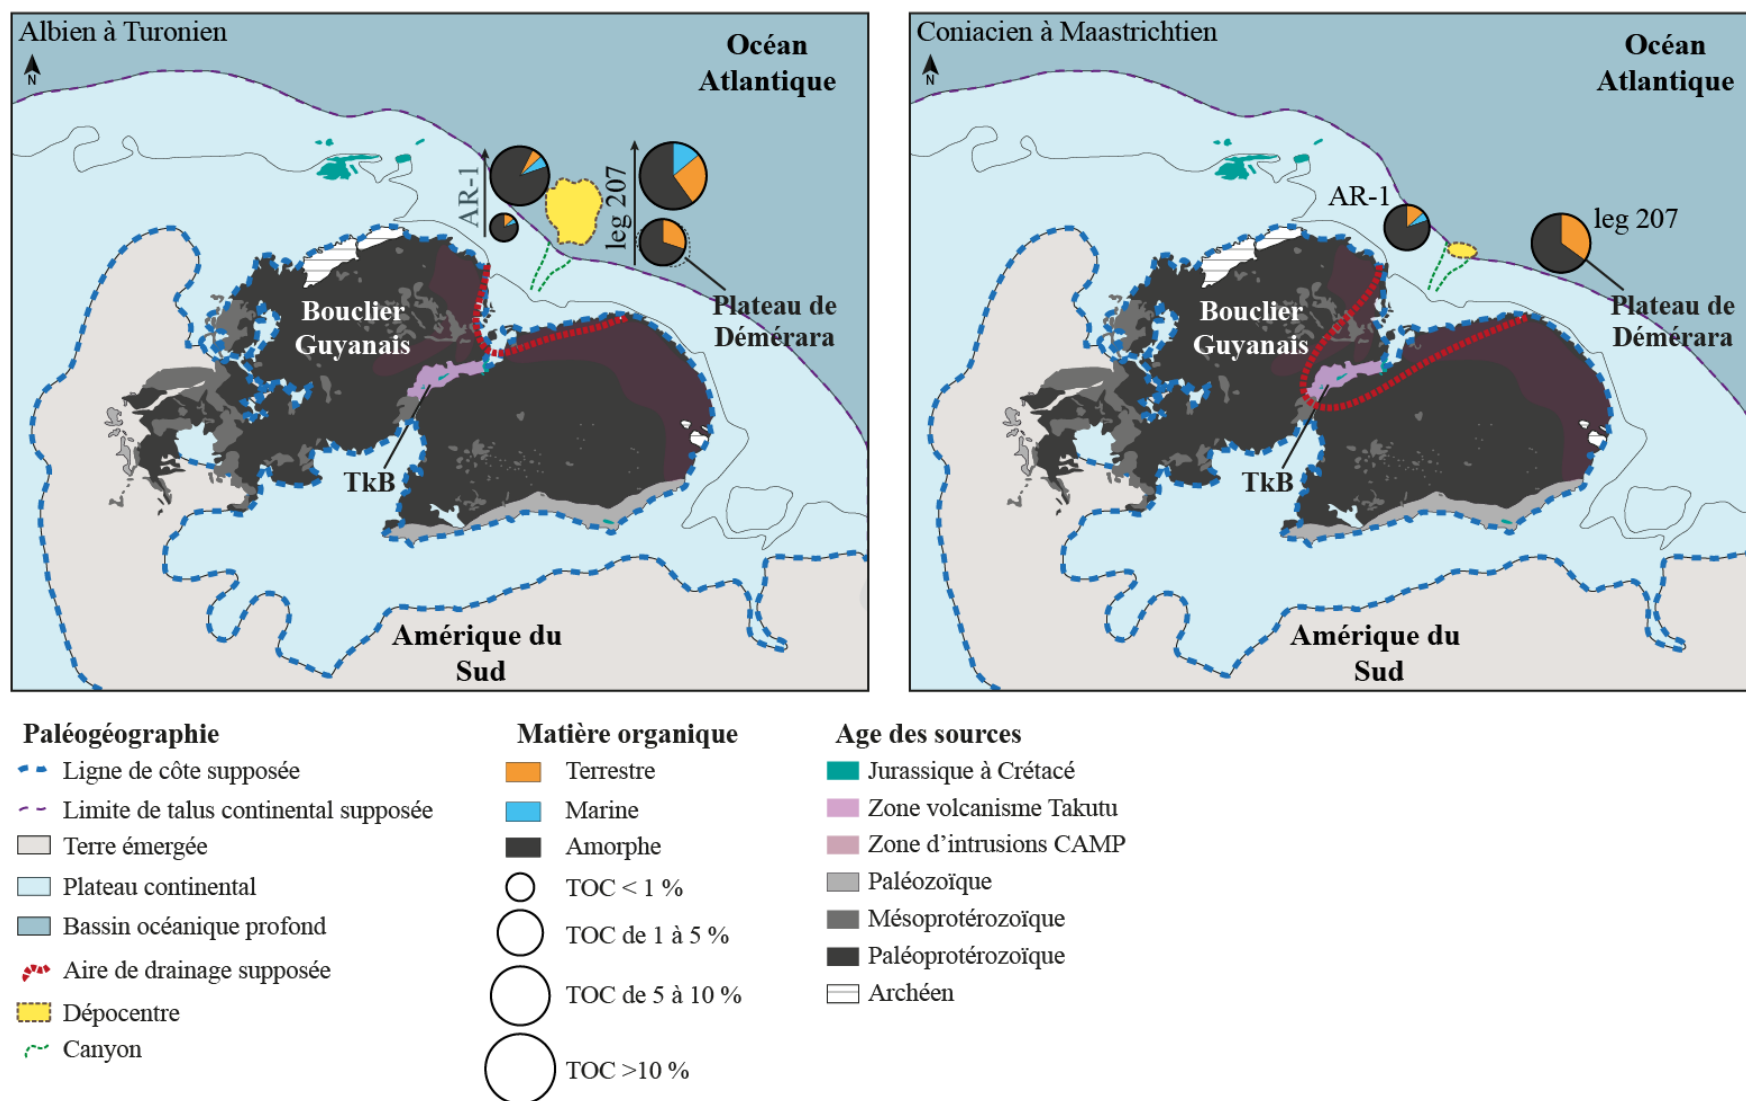 Albien à Turonien
N
Océan
Atlantique
AR-1
leg 207
Plateau de
Démérara
Bouclier
Guyanais
TkB
Amérique du
Sud
Coniacien à Maastrichtien
N
Océan
Atlantique
AR-1
leg 207
Plateau de
Démérara
Bouclier
Guyanais
TkB
Amérique du
Sud
Paléogéographie
Ligne de côte supposée
Limite de talus continental supposée
Terre émergée
Plateau continental
Bassin océanique profond
Aire de drainage supposée
Dépocentre
Canyon
Matière organique
Terrestre
Marine
Amorphe
TOC < 1 %
TOC de 1 à 5 %
TOC de 5 à 10 %
TOC >10 %
Age des sources
Jurassique à Crétacé
Zone volcanisme Takutu
Zone d’intrusions CAMP
Paléozoïque
Mésoprotérozoïque
Paléoprotérozoïque
Archéen